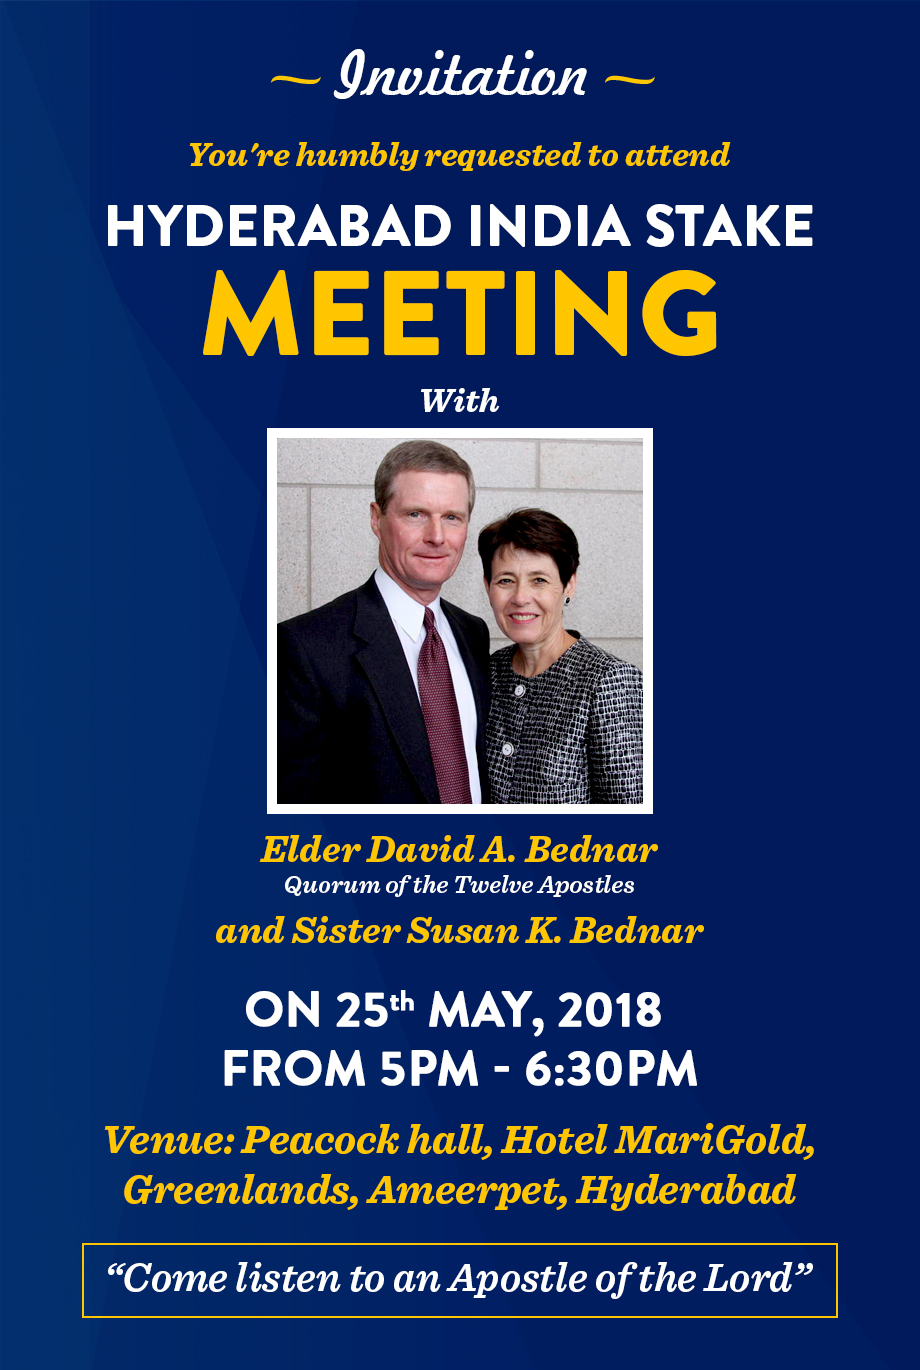 ~ Invitation ~
You're humbly requested to attend
HYDERABAD INDIA STAKE
MEETING
With
Elder David A. Bednar
Quorum of the Twelve Apostles
and Sister Susan K. Bednar
ON 25th MAY, 2018
FROM 5PM - 6:30PM
Venue: Peacock hall, Hotel MariGold,
Greenlands, Ameerpet, Hyderabad
“Come listen to an Apostle of the Lord”